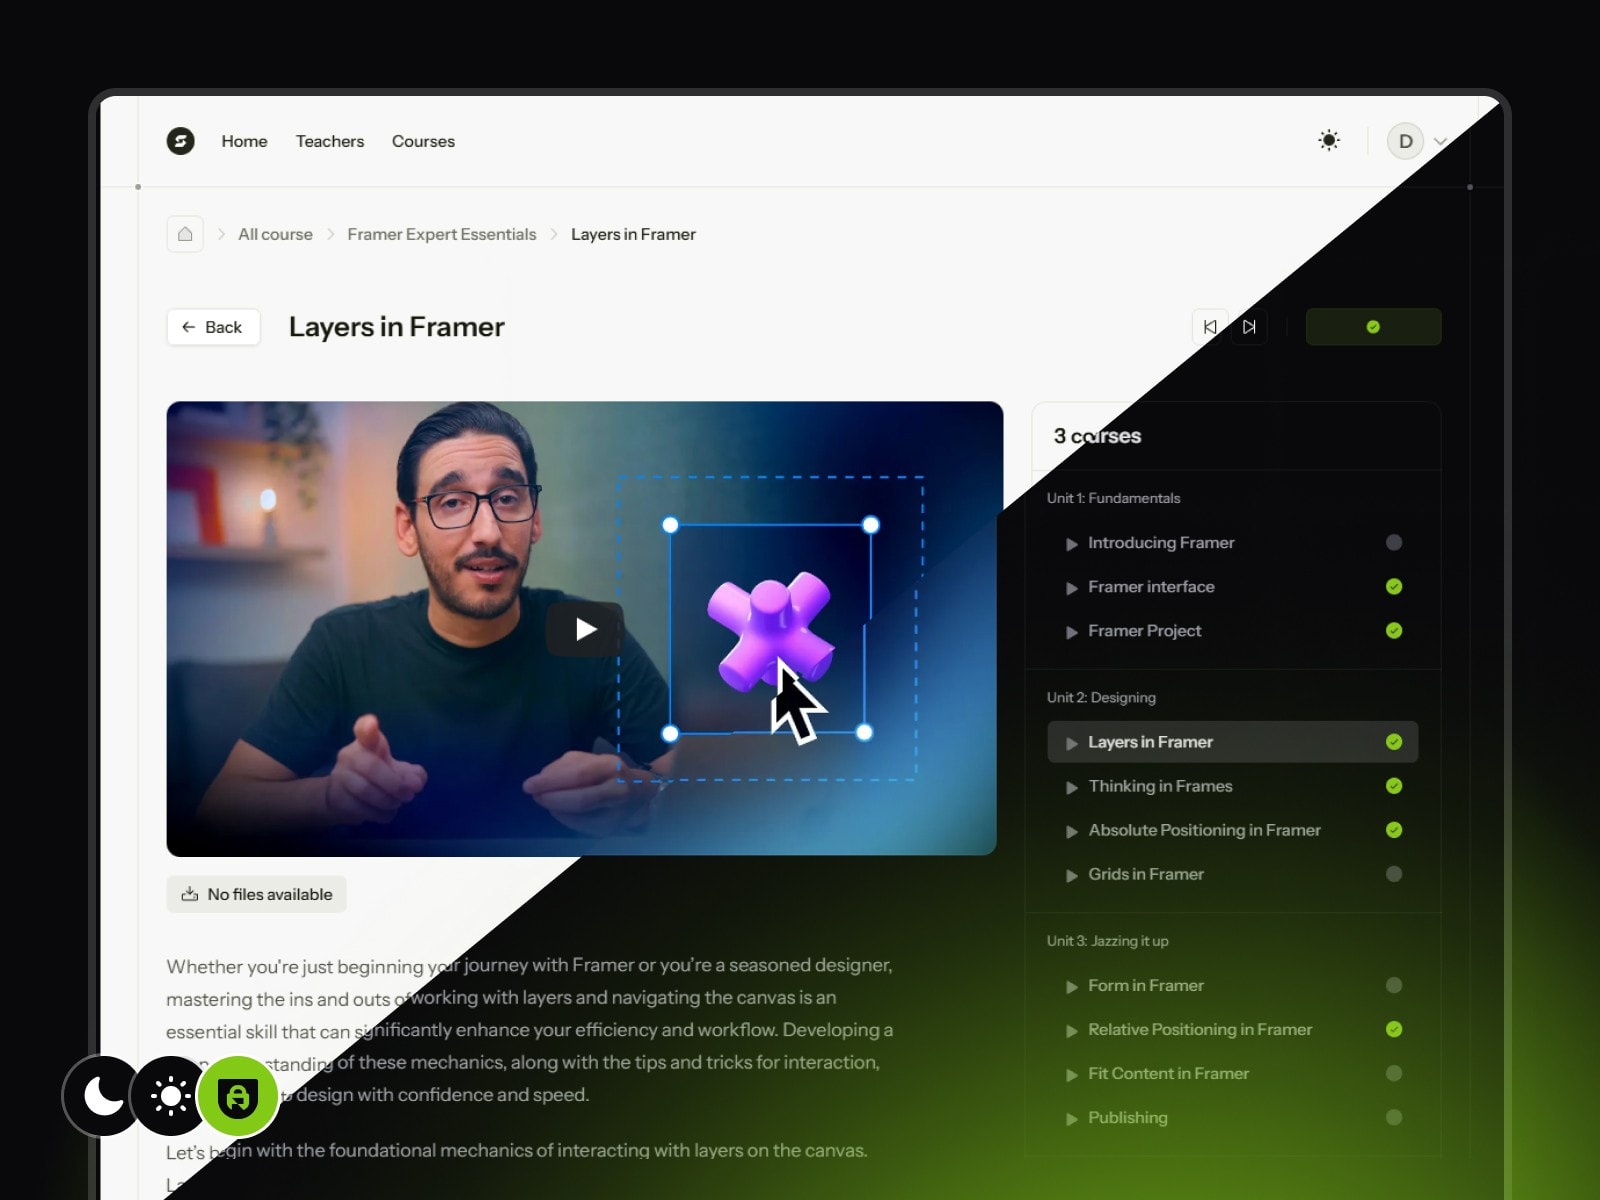 Home Teachers Courses D
All course Framer Expert Essentials Layers in Framer
Back Layers in Framer
3 courses
Unit 1: Fundamentals
Introducing Framer
Framer interface
Framer Project
Unit 2: Designing
Layers in Framer
Thinking in Frames
Absolute Positioning in Framer
Grids in Framer
Unit 3: Jazzing it up
Form in Framer
Relative Positioning in Framer
Fit Content in Framer
Publishing
No files available
Whether you're just beginning your journey with Framer or you're a seasoned designer,
mastering the ins and outs of working with layers and navigating the canvas is an
essential skill that can significantly enhance your efficiency and workflow. Developing a
of these mechanics, along with the tips and tricks for interaction,
design with confidence and speed.
Let's begin with the foundational mechanics of interacting with layers on the canvas.